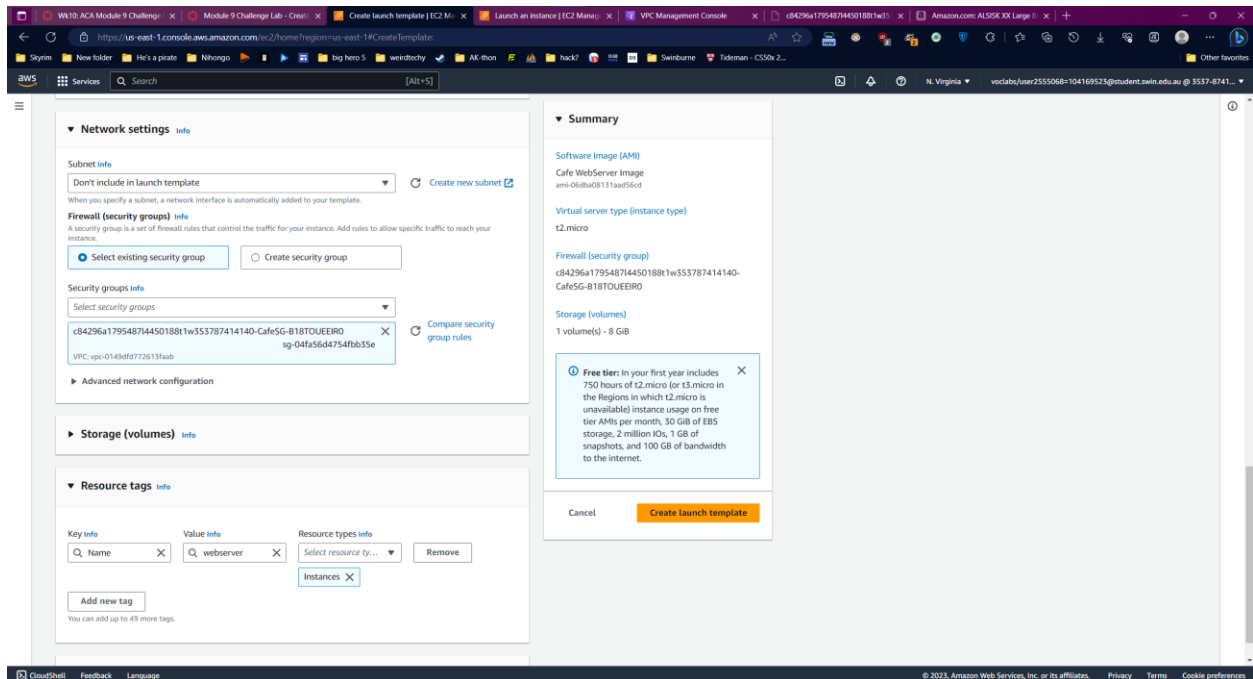 Wk10: ACA Module 9 Challenge
Module 9 Challenge Lab - Creati
Create launch template | EC2 Ma
Launch an instance | EC2 Manag
VPC Management Console
c84296a1795487l4450188t1w35
Amazon.com: ALSISK XX Large B
https://us-east-1.console.aws.amazon.com/ec2/home?region=us-east-1#CreateTemplate:
Skyrim
New folder
He's a pirate
Nihongo
big hero 5
weirdtechy
AK-thon
hack?
Swinburne
Tideman - CS50x 2...
Other favorites
aws
Services
Search
[Alt+S]
N. Virginia
voclabs/user2555068=104169523@student.swin.edu.au @ 3537-8741...
Network settings Info
Subnet Info
Don't include in launch template
Create new subnet
When you specify a subnet, a network interface is automatically added to your template.
Firewall (security groups) Info
A security group is a set of firewall rules that control the traffic for your instance. Add rules to allow specific traffic to reach your
instance.
Select existing security group
Create security group
Security groups Info
Select security groups
c84296a1795487l4450188t1w353787414140-CafeSG-B18TOUEEIR0
sg-04fa56d4754fbb35e
VPC: vpc-0149dfd772613faab
Compare security
group rules
Advanced network configuration
Storage (volumes) Info
Resource tags Info
Key Info
Value Info
Resource types Info
Name
webserver
Select resource ty...
Remove
Instances
Add new tag
You can add up to 49 more tags.
Summary
Software Image (AMI)
Cafe WebServer Image
ami-06dba08131aad56cd
Virtual server type (instance type)
t2.micro
Firewall (security group)
c84296a1795487l4450188t1w353787414140-
CafeSG-B18TOUEEIR0
Storage (volumes)
1 volume(s) - 8 GiB
Free tier: In your first year includes
750 hours of t2.micro (or t3.micro in
the Regions in which t2.micro is
unavailable) instance usage on free
tier AMIs per month, 30 GiB of EBS
storage, 2 million IOs, 1 GB of
snapshots, and 100 GB of bandwidth
to the internet.
Cancel
Create launch template
CloudShell
Feedback
Language
© 2023, Amazon Web Services, Inc. or its affiliates.
Privacy
Terms
Cookie preferences